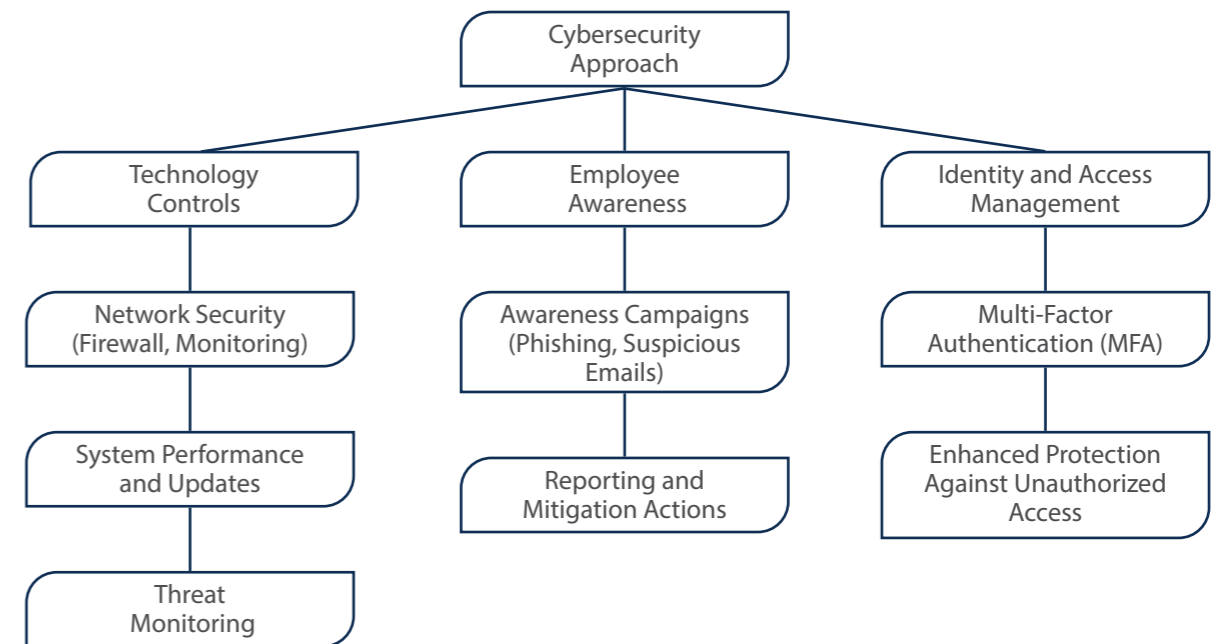 Cybersecurity
Approach
Technology
Controls
Employee
Awareness
Identity and Access
Management
Network Security
(Firewall, Monitoring)
Awareness Campaigns
(Phishing, Suspicious
Emails)
Multi-Factor
Authentication (MFA)
System Performance
and Updates
Reporting and
Mitigation Actions
Enhanced Protection
Against Unauthorized
Access
Threat
Monitoring